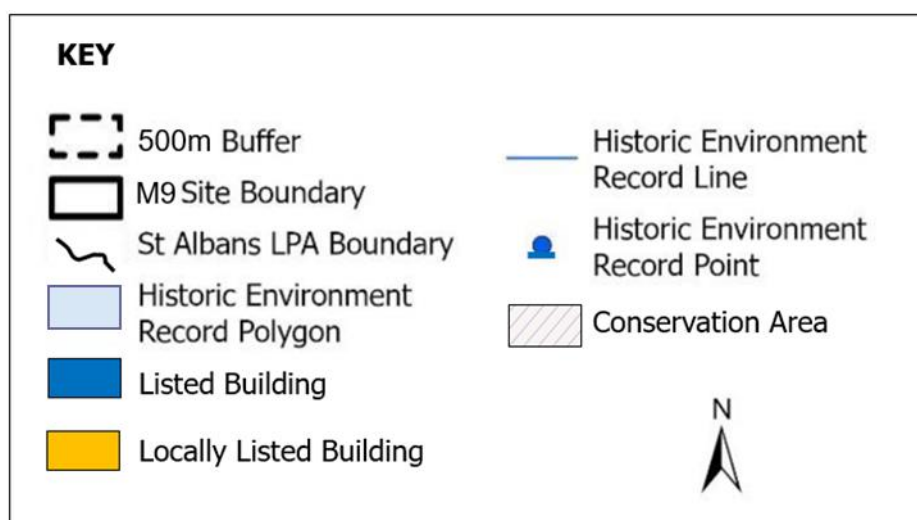 KEY
500m Buffer
M9 Site Boundary
St Albans LPA Boundary
Historic Environment
Record Polygon
Listed Building
Locally Listed Building
Historic Environment
Record Line
Historic Environment
Record Point
Conservation Area
N